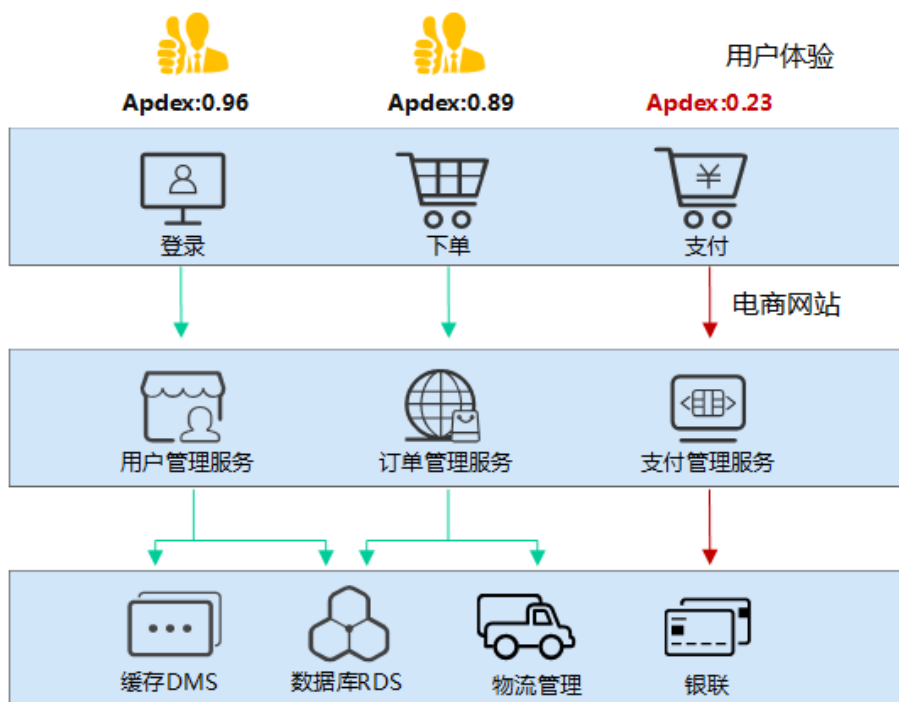 用户体验
Apdex:0.96
Apdex:0.89
Apdex:0.23
¥
登录
下单
支付
电商网站
用户管理服务
订单管理服务
支付管理服务
缓存DMS
数据库RDS
物流管理
银联